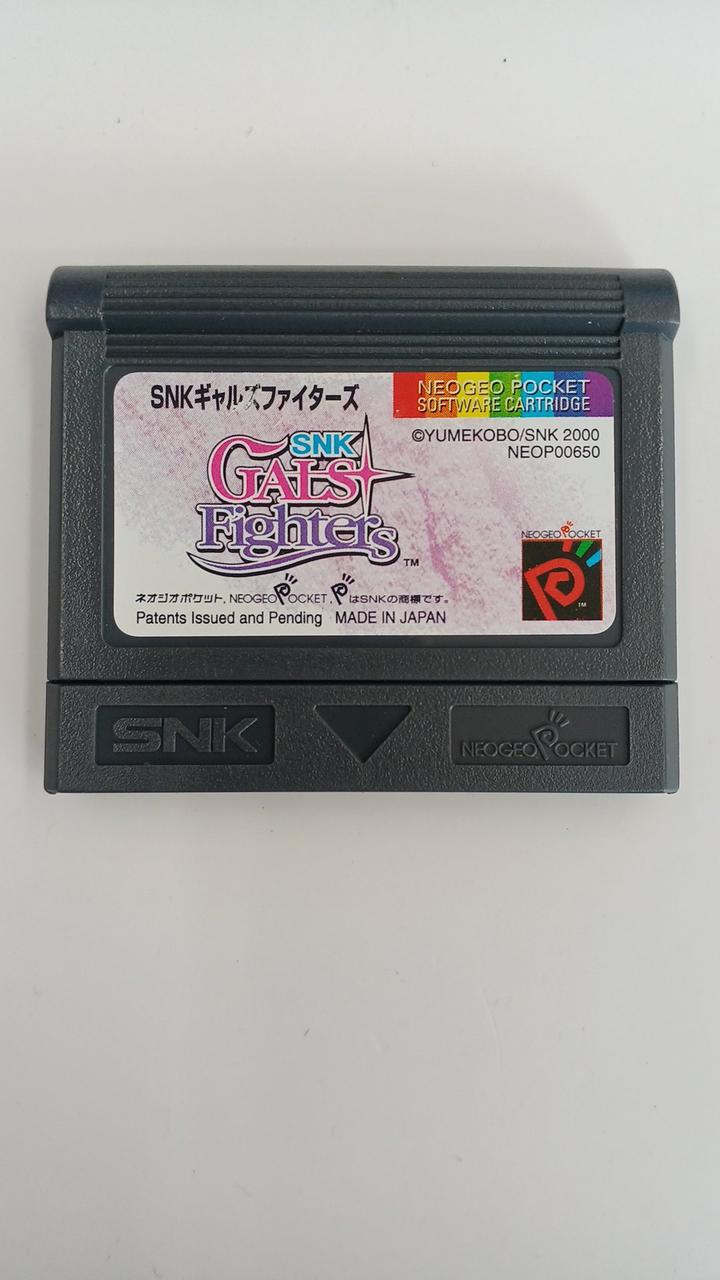 SNKギャルズファイターズ
NEOGEO POCKET
SOFTWARE CARTRIDGE
©YUMEKOBO/SNK 2000
NEOP00650
SNK
GALS'
Fighters
TM
NEOGEO POCKET
TM
ネオジオポケット, NEOGEO POCKET, P はSNKの商標です。
Patents Issued and Pending MADE IN JAPAN
SNK
NEOGEO POCKET